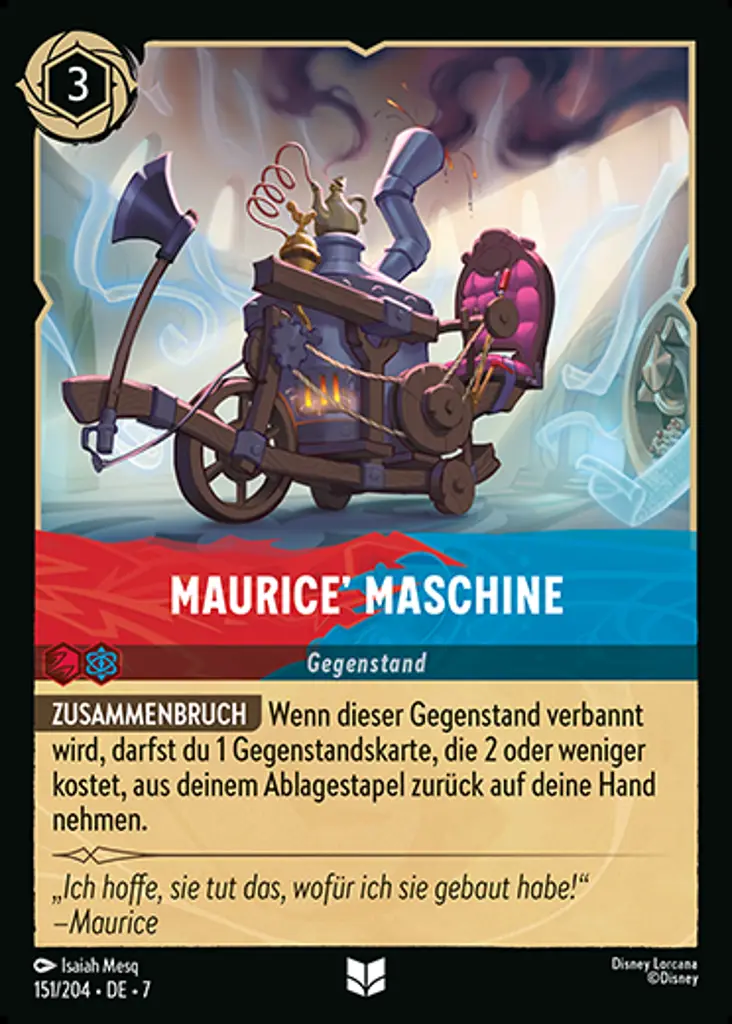 3
MAURICE' MASCHINE
Gegenstand
ZUSAMMENBRUCH Wenn dieser Gegenstand verbannt
wird, darfst du 1 Gegenstandskarte, die 2 oder weniger
kostet, aus deinem Ablagestapel zurück auf deine Hand
nehmen.
„Ich hoffe, sie tut das, wofür ich sie gebaut habe!“
–Maurice
Isaiah Mesq
151/204 • DE • 7
Disney Lorcana
©Disney